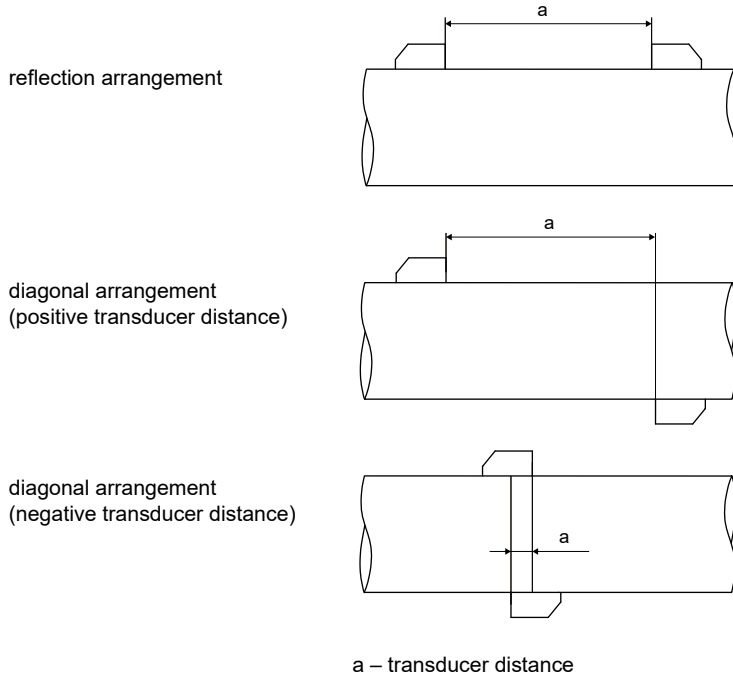 a
reflection arrangement
a
diagonal arrangement
(positive transducer distance)
diagonal arrangement
(negative transducer distance)
a
a – transducer distance